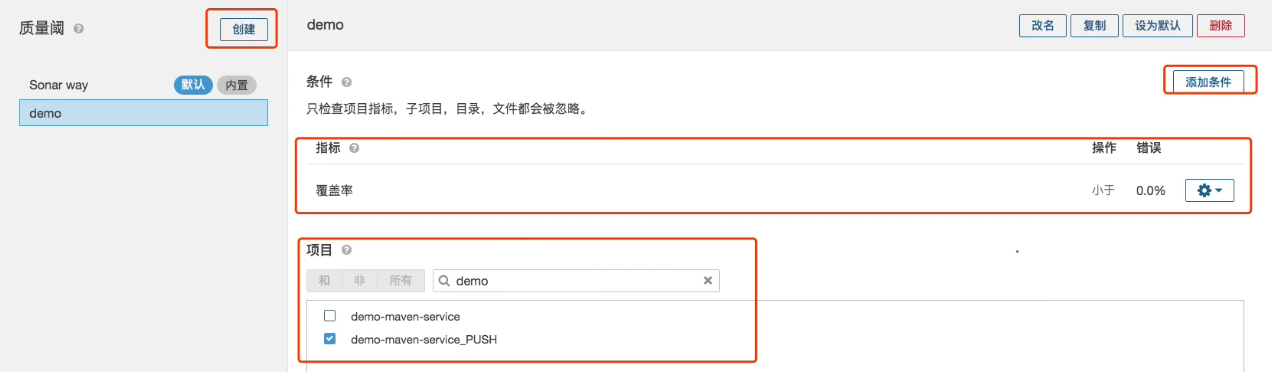 质量阈
创建
Sonar way 默认 内置
demo
demo
改名 复制 设为默认 删除
条件
添加条件
只检查项目指标，子项目，目录，文件都会被忽略。
指标 操作 错误
覆盖率 小于 0.0%
项目
和 非 所有 demo
demo-maven-service
demo-maven-service_PUSH